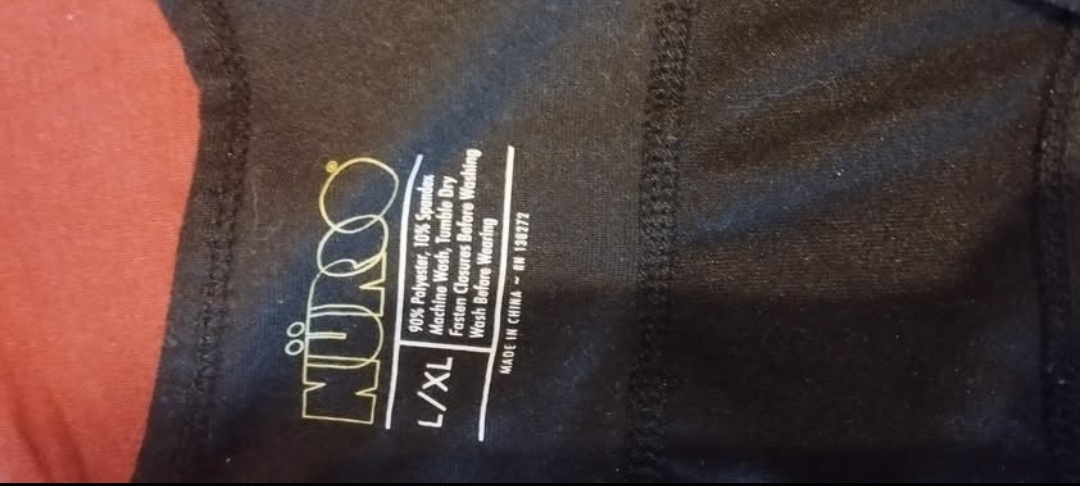 NÜRO®
L/XL
90% Polyester, 10% Spandex
Machine Wash, Tumble Dry
Fasten Closures Before Washing
Wash Before Wearing
MADE IN CHINA ~ RN 138272